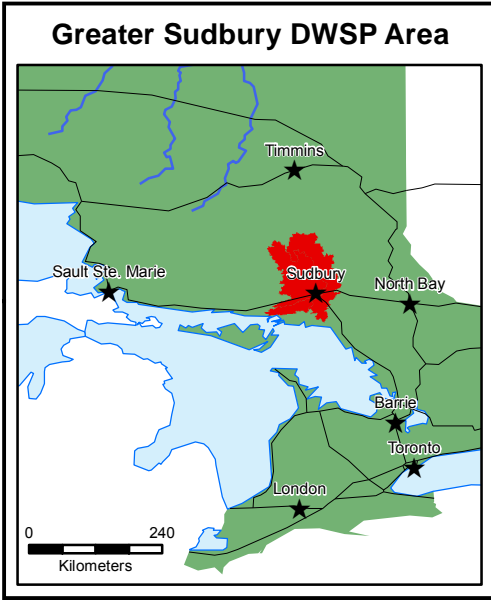 Greater Sudbury DWSP Area
Timmins
Sault Ste. Marie
Sudbury
North Bay
Barrie
Toronto
London
0 240
Kilometers